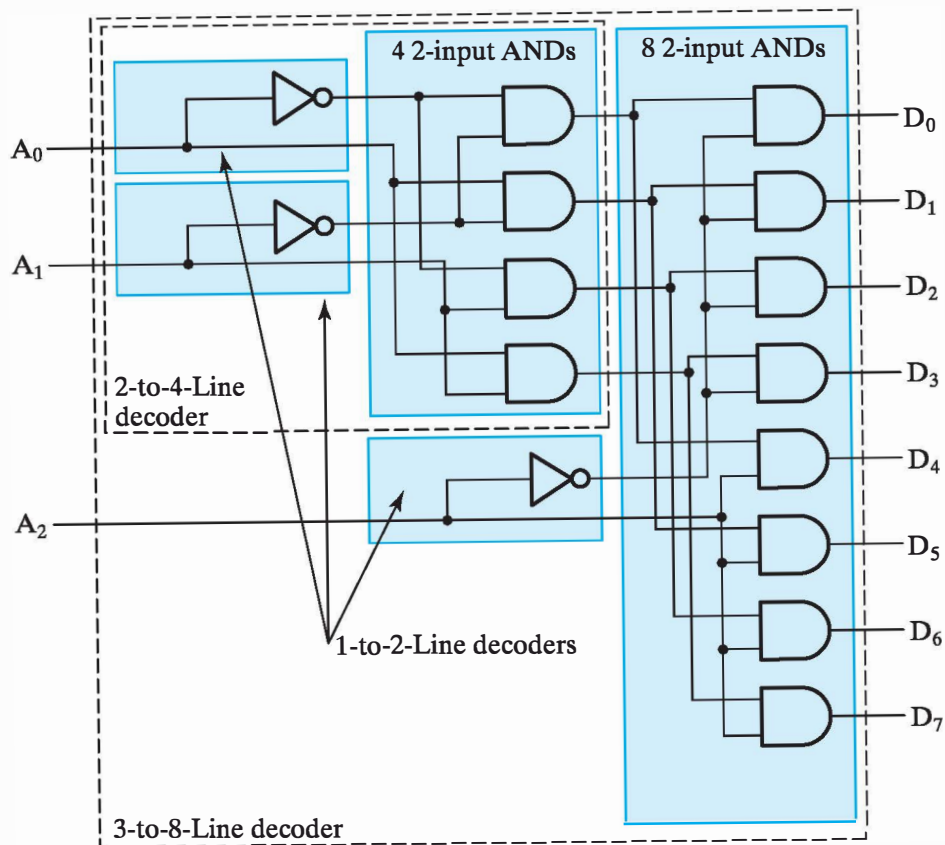 4 2-input ANDs
8 2-input ANDs
A0
A1
A2
D0
D1
D2
D3
D4
D5
D6
D7
2-to-4-Line
decoder
1-to-2-Line decoders
3-to-8-Line decoder